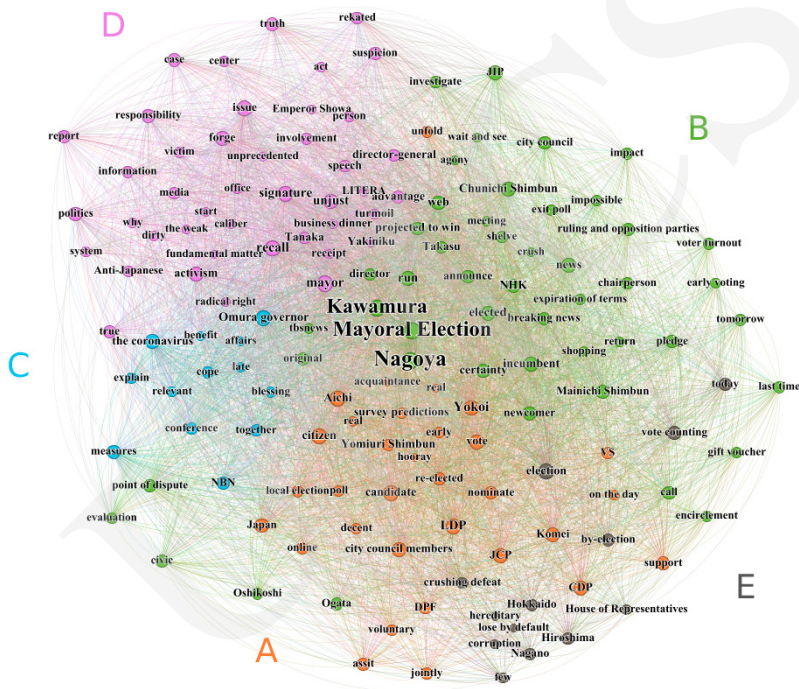 D
truth
rekated
case
center
suspicion
act
investigate
JIP
B
responsibility
issue
Emperor Showa
person
untold
wait and see
city council
report
forge
involvement
director-general
agony
impact
victim
unprecedented
speech
Chunichi Shimbun
information
office
signature
LITERA
advantage
web
exit poll
impossible
media
unjust
turmoil
meeting
politics
why
start
caliber
business dinner
projected to win
shelve
ruling and opposition parties
dirty
the weak
Tanaka
Yakiniku
Takasu
crush
voter turnout
system
fundamental matter
recall
receipt
news
Anti-Japanese
activism
mayor
director
run
announce
NHK
chairperson
early voting
radical right
Kawamura
expiration of terms
true
Omura governor
elected
breaking news
tomorrow
the coronavirus
benefit
affairs
tbsnews
Mayoral Election
return
pledge
C
late
original
Nagoya
incumbent
shopping
explain
cope
certainty
relevant
blessing
acquaintance
real
Mainichi Shimbun
today
last time
Aichi
survey predictions
Yokoi
newcomer
conference
together
citizen
real
early
vote
vote counting
measures
Yomiuri Shimbun
hooray
VS
gift voucher
NBN
re-elected
election
point of dispute
local election
poll
candidate
nominate
on the day
call
evaluation
Japan
decent
LDP
Komei
by-election
encirclement
online
city council members
JCP
civic
crushing defeat
CDP
support
Oshikoshi
Ogata
DPF
Hokkaido
House of Representatives
E
hereditary
voluntary
lose by default
Hiroshima
A
corruption
Nagano
assit
jointly
few